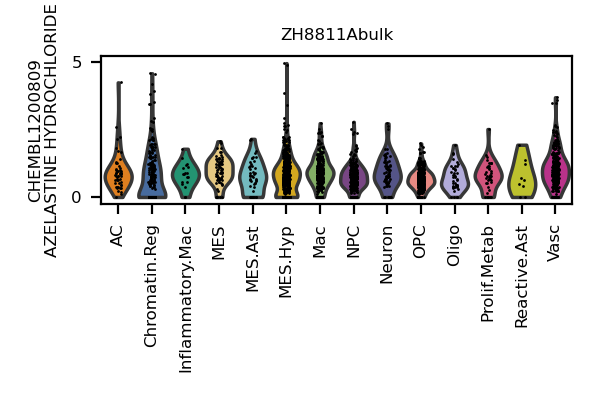 ZH8811Abulk
CHEMBL1200809
AZELASTINE HYDROCHLORIDE
5
0
AC
Chromatin.Reg
Inflammatory.Mac
MES
MES.Ast
MES.Hyp
Mac
NPC
Neuron
OPC
Oligo
Prolif.Metab
Reactive.Ast
Vasc